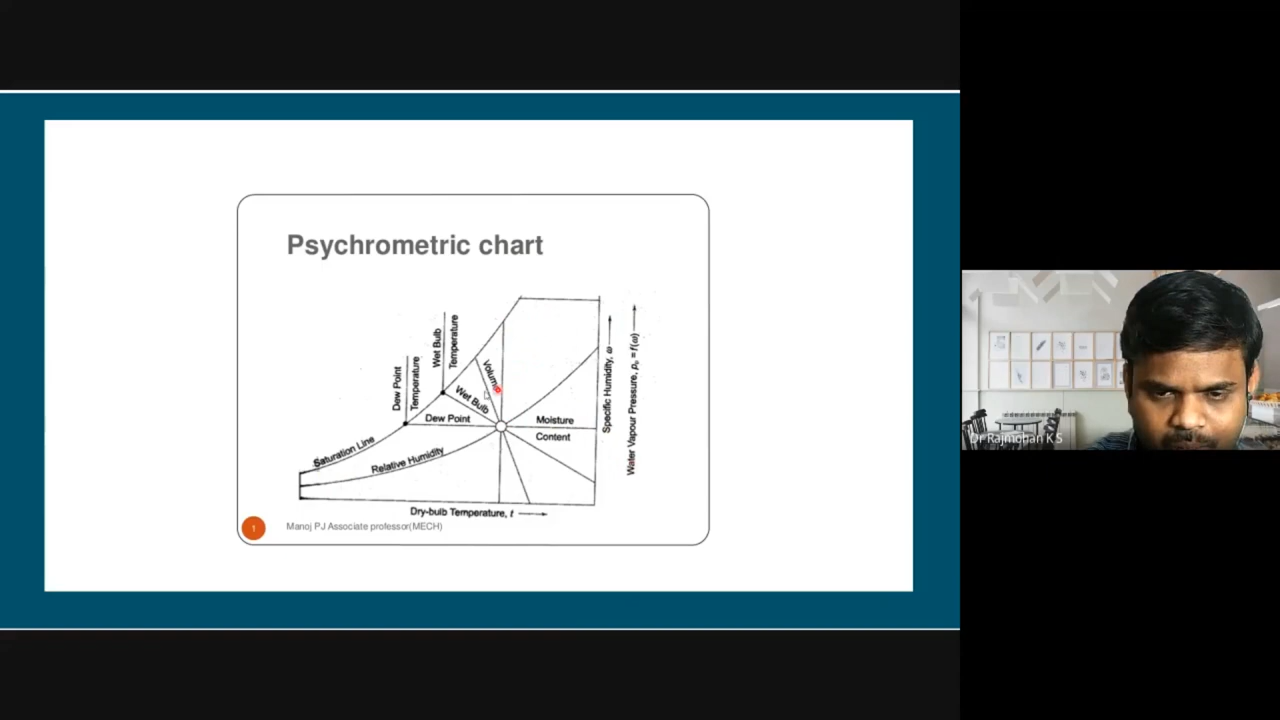 Psychrometric chart
Dew Point
Temperature
Wet Bulb
Temperature
Volume
Wet Bulb
Dew Point
Moisture
Content
Saturation Line
Relative Humidity
Specific Humidity, ω
Water Vapour Pressure, pᵥ = f(ω)
Dry-bulb Temperature, t
1
Manoj PJ Associate professor(MECH)
Dr Rajmohan K S